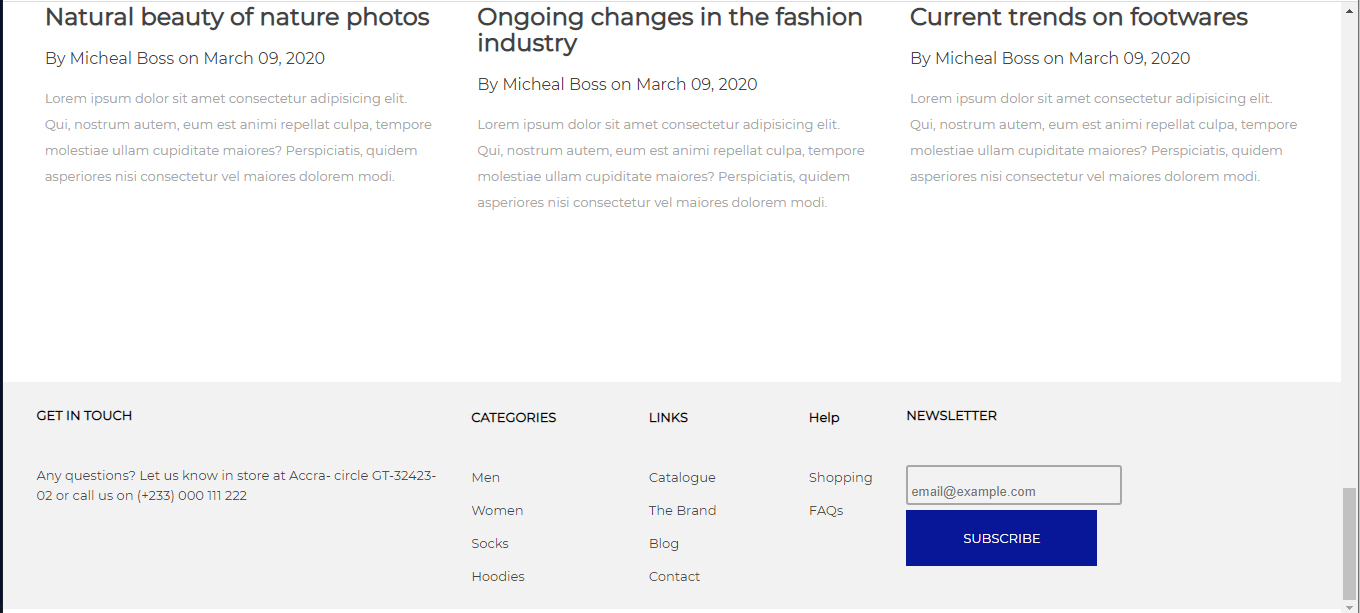 Natural beauty of nature photos
By Micheal Boss on March 09, 2020
Lorem ipsum dolor sit amet consectetur adipisicing elit.
Qui, nostrum autem, eum est animi repellat culpa, tempore
molestiae ullam cupiditate maiores? Perspiciatis, quidem
asperiores nisi consectetur vel maiores dolorem modi.
Ongoing changes in the fashion
industry
By Micheal Boss on March 09, 2020
Lorem ipsum dolor sit amet consectetur adipisicing elit.
Qui, nostrum autem, eum est animi repellat culpa, tempore
molestiae ullam cupiditate maiores? Perspiciatis, quidem
asperiores nisi consectetur vel maiores dolorem modi.
Current trends on footwares
By Micheal Boss on March 09, 2020
Lorem ipsum dolor sit amet consectetur adipisicing elit.
Qui, nostrum autem, eum est animi repellat culpa, tempore
molestiae ullam cupiditate maiores? Perspiciatis, quidem
asperiores nisi consectetur vel maiores dolorem modi.
GET IN TOUCH
Any questions? Let us know in store at Accra- circle GT-32423-
02 or call us on (+233) 000 111 222
CATEGORIES
Men
Women
Socks
Hoodies
LINKS
Catalogue
The Brand
Blog
Contact
Help
Shopping
FAQs
NEWSLETTER
email@example.com
SUBSCRIBE